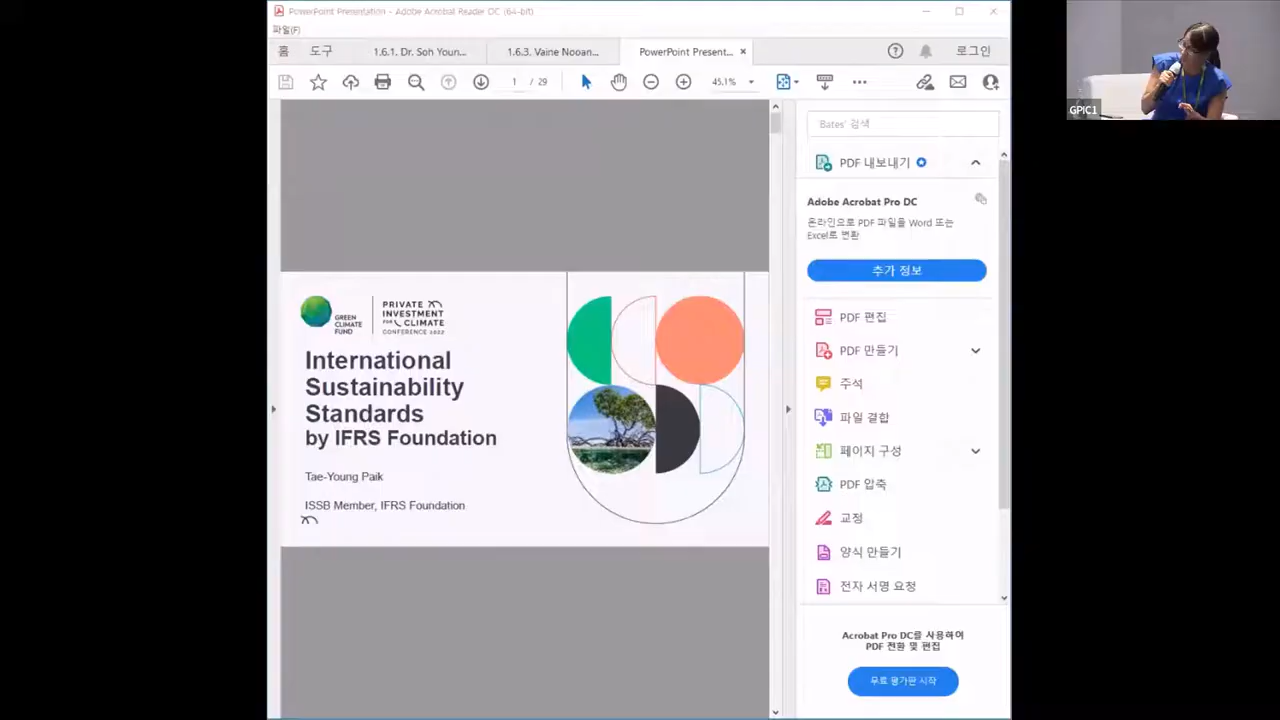 PowerPoint Presentation - Adobe Acrobat Reader DC (64-bit)
파일(F)
홈 도구 1.6.1. Dr. Soh Youn... 1.6.3. Vaine Nooan... PowerPoint Present... × 로그인
1 / 29 45.1%
GPIC1
Bates' 검색
PDF 내보내기
Adobe Acrobat Pro DC
온라인으로 PDF 파일을 Word 또는
Excel로 변환
추가 정보
PDF 편집
PDF 만들기
주석
파일 결합
페이지 구성
PDF 압축
교정
양식 만들기
전자 서명 요청
Acrobat Pro DC를 사용하여
PDF 전환 및 편집
무료 평가판 시작
GREEN
CLIMATE
FUND
PRIVATE
INVESTMENT
FOR CLIMATE
CONFERENCE 2022
International
Sustainability
Standards
by IFRS Foundation
Tae-Young Paik
ISSB Member, IFRS Foundation